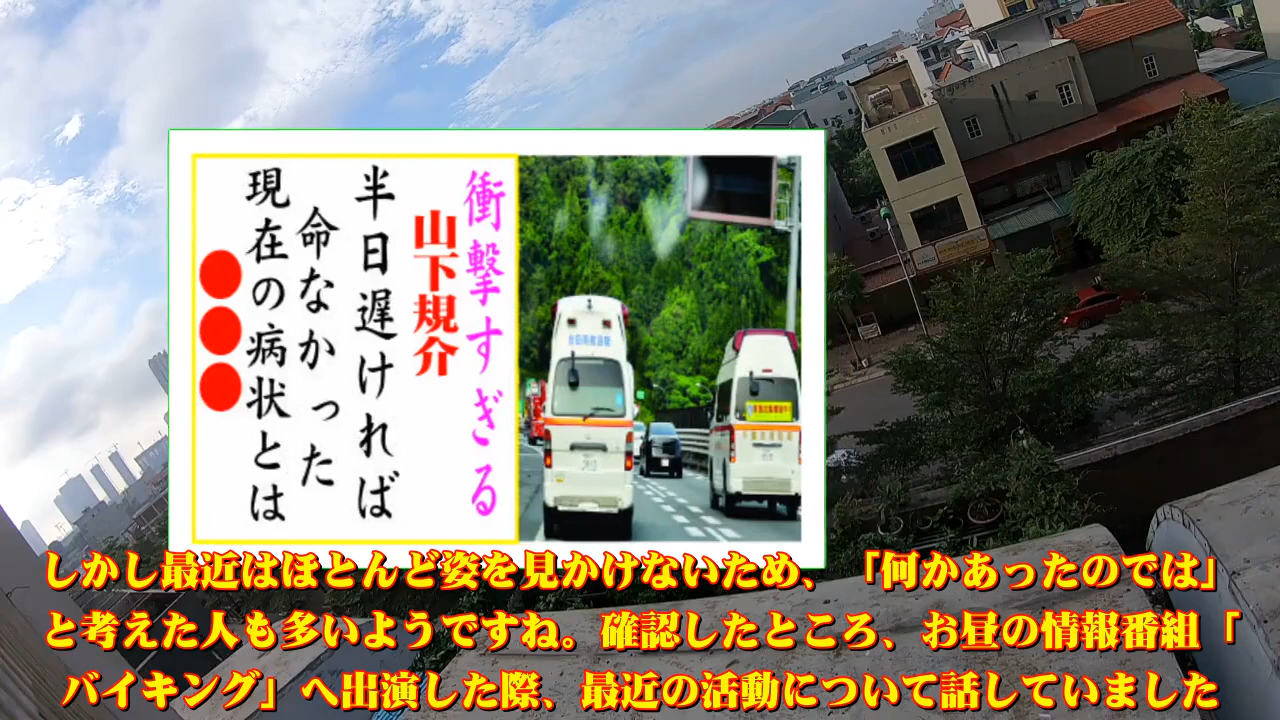 衝撃すぎる
山下規介
半日遅ければ
命なかった
現在の病状とは
●●●
しかし最近はほとんど姿を見かけないため、「何かあったのでは」
と考えた人も多いようですね。確認したところ、お昼の情報番組「
バイキング」へ出演した際、最近の活動について話していました